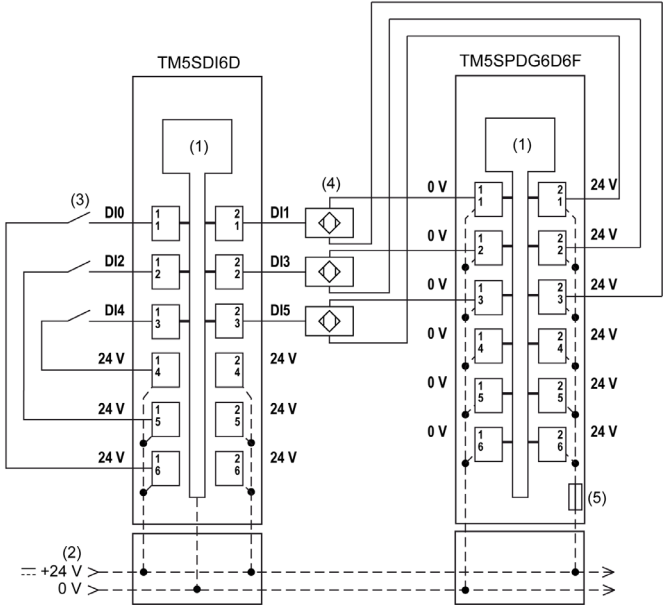 TM5SDI6D
TM5SPDG6D6F
(1)
(1)
(3)
DI0
1 1
2 1
DI1
(4)
0 V
1 1
2 1
24 V
DI2
1 2
2 2
DI3
0 V
1 2
2 2
24 V
DI4
1 3
2 3
DI5
0 V
1 3
2 3
24 V
24 V
1 4
2 4
24 V
0 V
1 4
2 4
24 V
24 V
1 5
2 5
24 V
0 V
1 5
2 5
24 V
24 V
1 6
2 6
24 V
0 V
1 6
2 6
24 V
(5)
(2)
+24 V
0 V